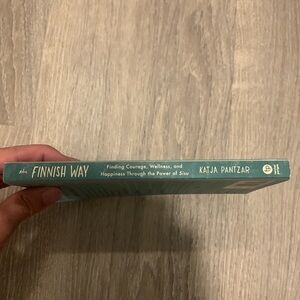 the FINNISH WAY
Finding Courage, Wellness, and
Happiness Through the Power of Sisu
KATJA PANTZAR